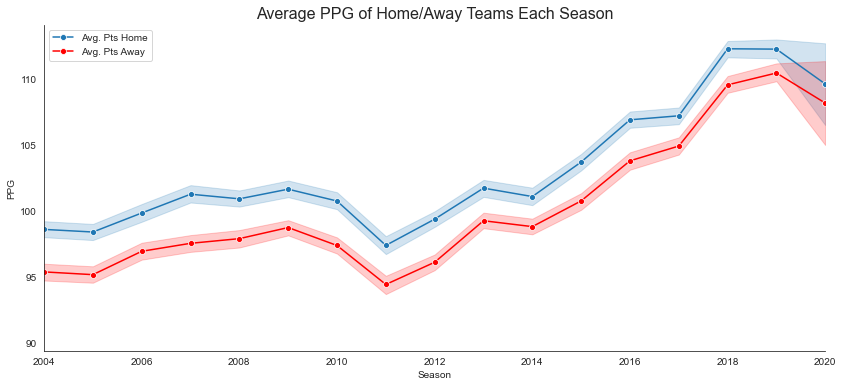 Average PPG of Home/Away Teams Each Season
Avg. Pts Home
Avg. Pts Away
110
105
100
95
90
PPG
2004
2006
2008
2010
2012
2014
2016
2018
2020
Season